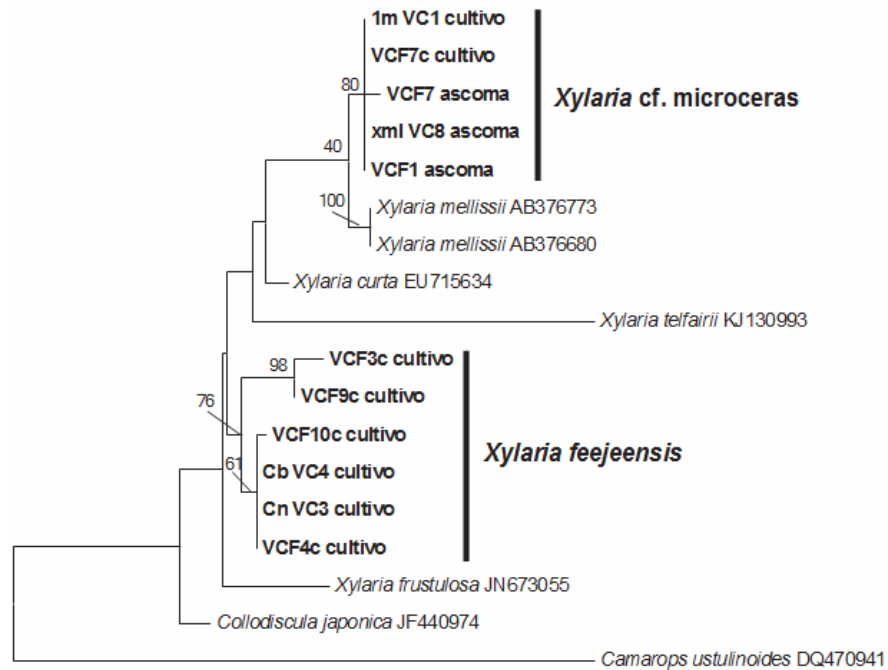 1m VC1 cultivo
VCF7c cultivo
80
VCF7 ascoma
Xylaria cf. microceras
xml VC8 ascoma
40
VCF1 ascoma
100
Xylaria mellissii AB376773
Xylaria mellissii AB376680
Xylaria curta EU715634
Xylaria telfairii KJ130993
98
VCF3c cultivo
VCF9c cultivo
76
VCF10c cultivo
Xylaria feejeensis
61
Cb VC4 cultivo
Cn VC3 cultivo
VCF4c cultivo
Xylaria frustulosa JN673055
Collodiscula japonica JF440974
Camarops ustulinoides DQ470941